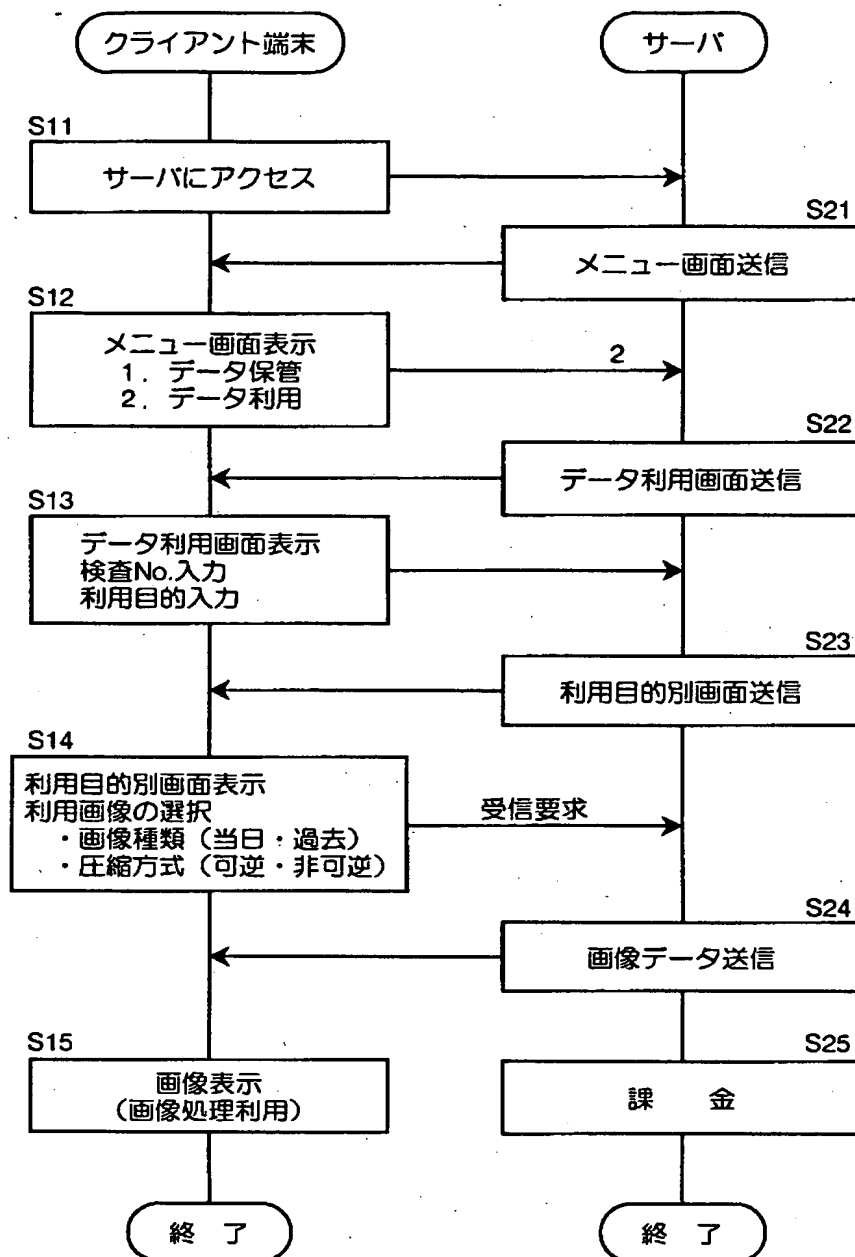 クライアント端末
サーバ
S11
サーバにアクセス
S21
メニュー画面送信
S12
メニュー画面表示
1. データ保管
2. データ利用
2
S22
データ利用画面送信
S13
データ利用画面表示
検査No.入力
利用目的入力
S23
利用目的別画面送信
S14
利用目的別画面表示
利用画像の選択
・画像種類(当日・過去)
・圧縮方式(可逆・非可逆)
受信要求
S24
画像データ送信
S15
画像表示
(画像処理利用)
S25
課 金
終 了
終 了